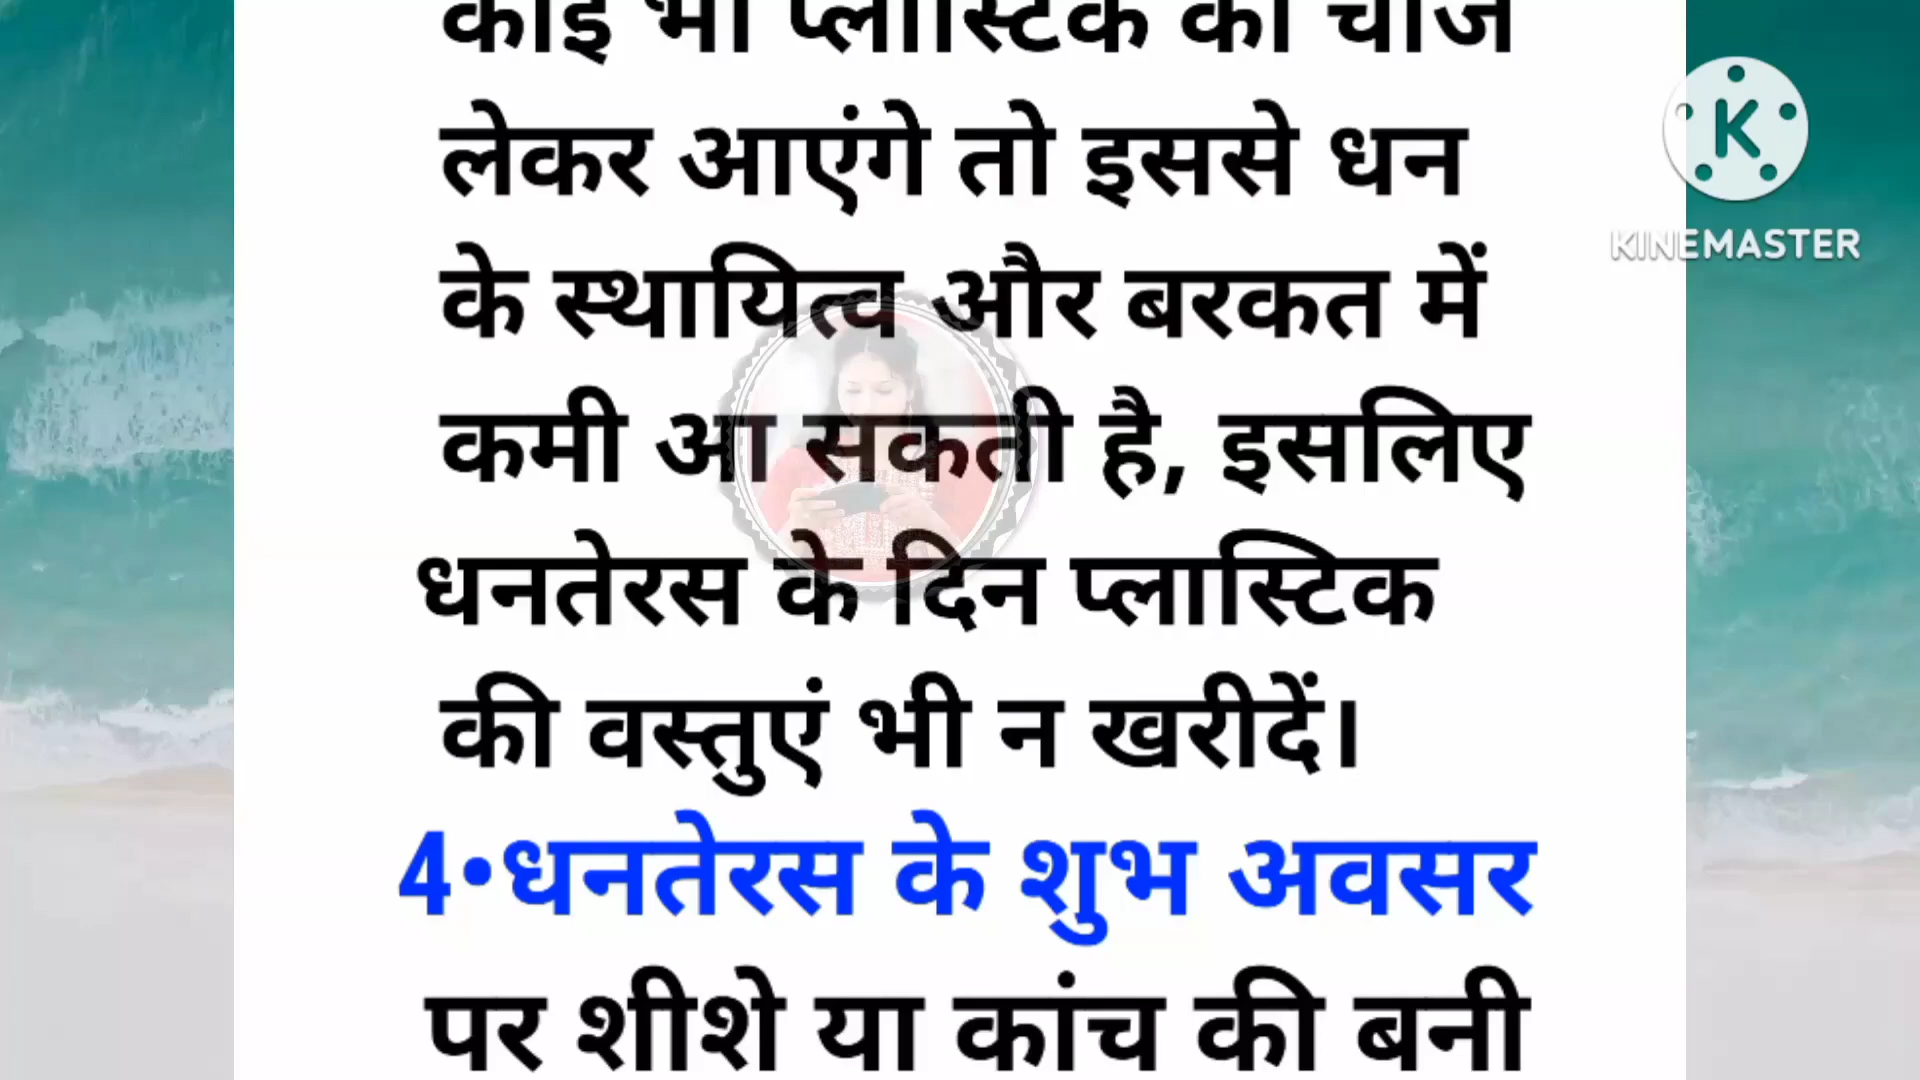 कोई भी प्लास्टिक की चीज
लेकर आएंगे तो इससे धन
के स्थायित्व और बरकत में
कमी आ सकती है, इसलिए
धनतेरस के दिन प्लास्टिक
की वस्तुएं भी न खरीदें।
4•धनतेरस के शुभ अवसर
पर शीशे या कांच की बनी
K
KINEMASTER